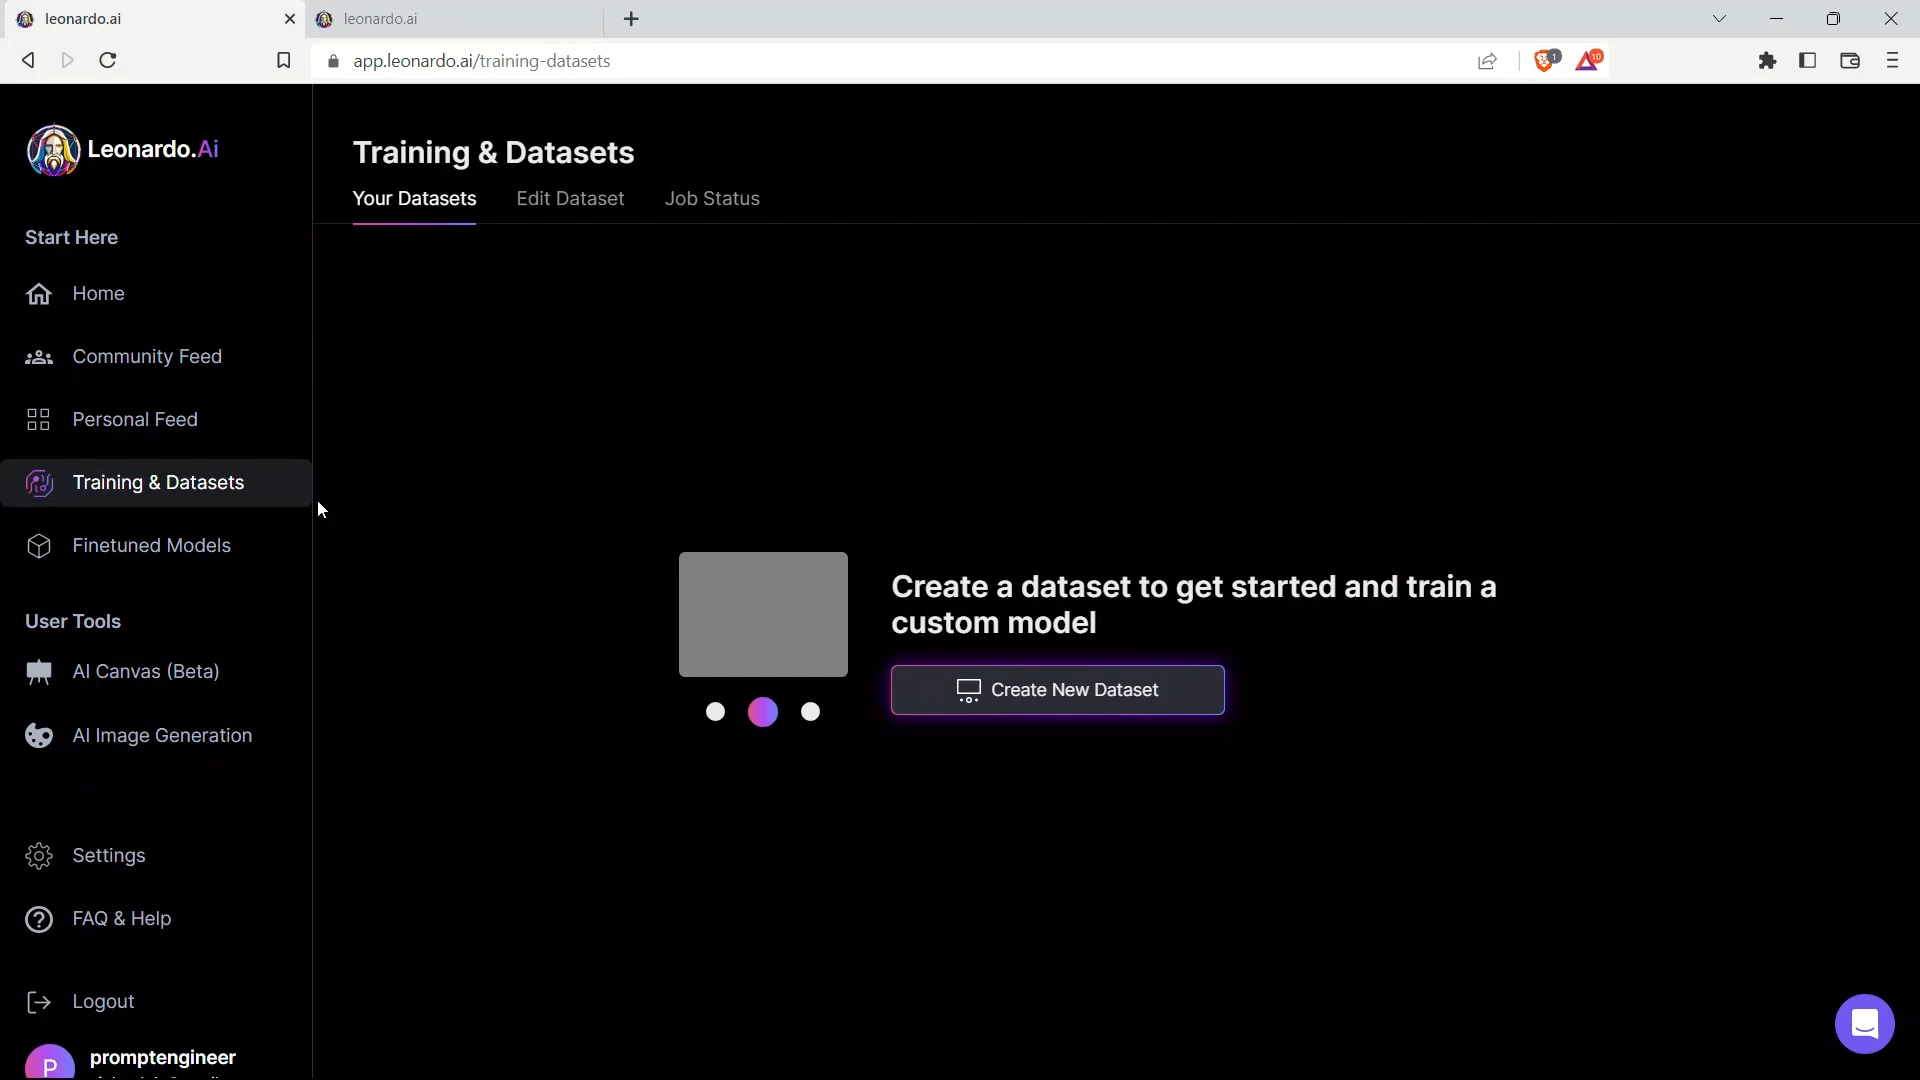 leonardo.ai
leonardo.ai
app.leonardo.ai/training-datasets
1
10
Leonardo.Ai
Start Here
Home
Community Feed
Personal Feed
Training & Datasets
Finetuned Models
User Tools
AI Canvas (Beta)
AI Image Generation
Settings
FAQ & Help
Logout
P
promptengineer
Training & Datasets
Your Datasets
Edit Dataset
Job Status
Create a dataset to get started and train a
custom model
Create New Dataset